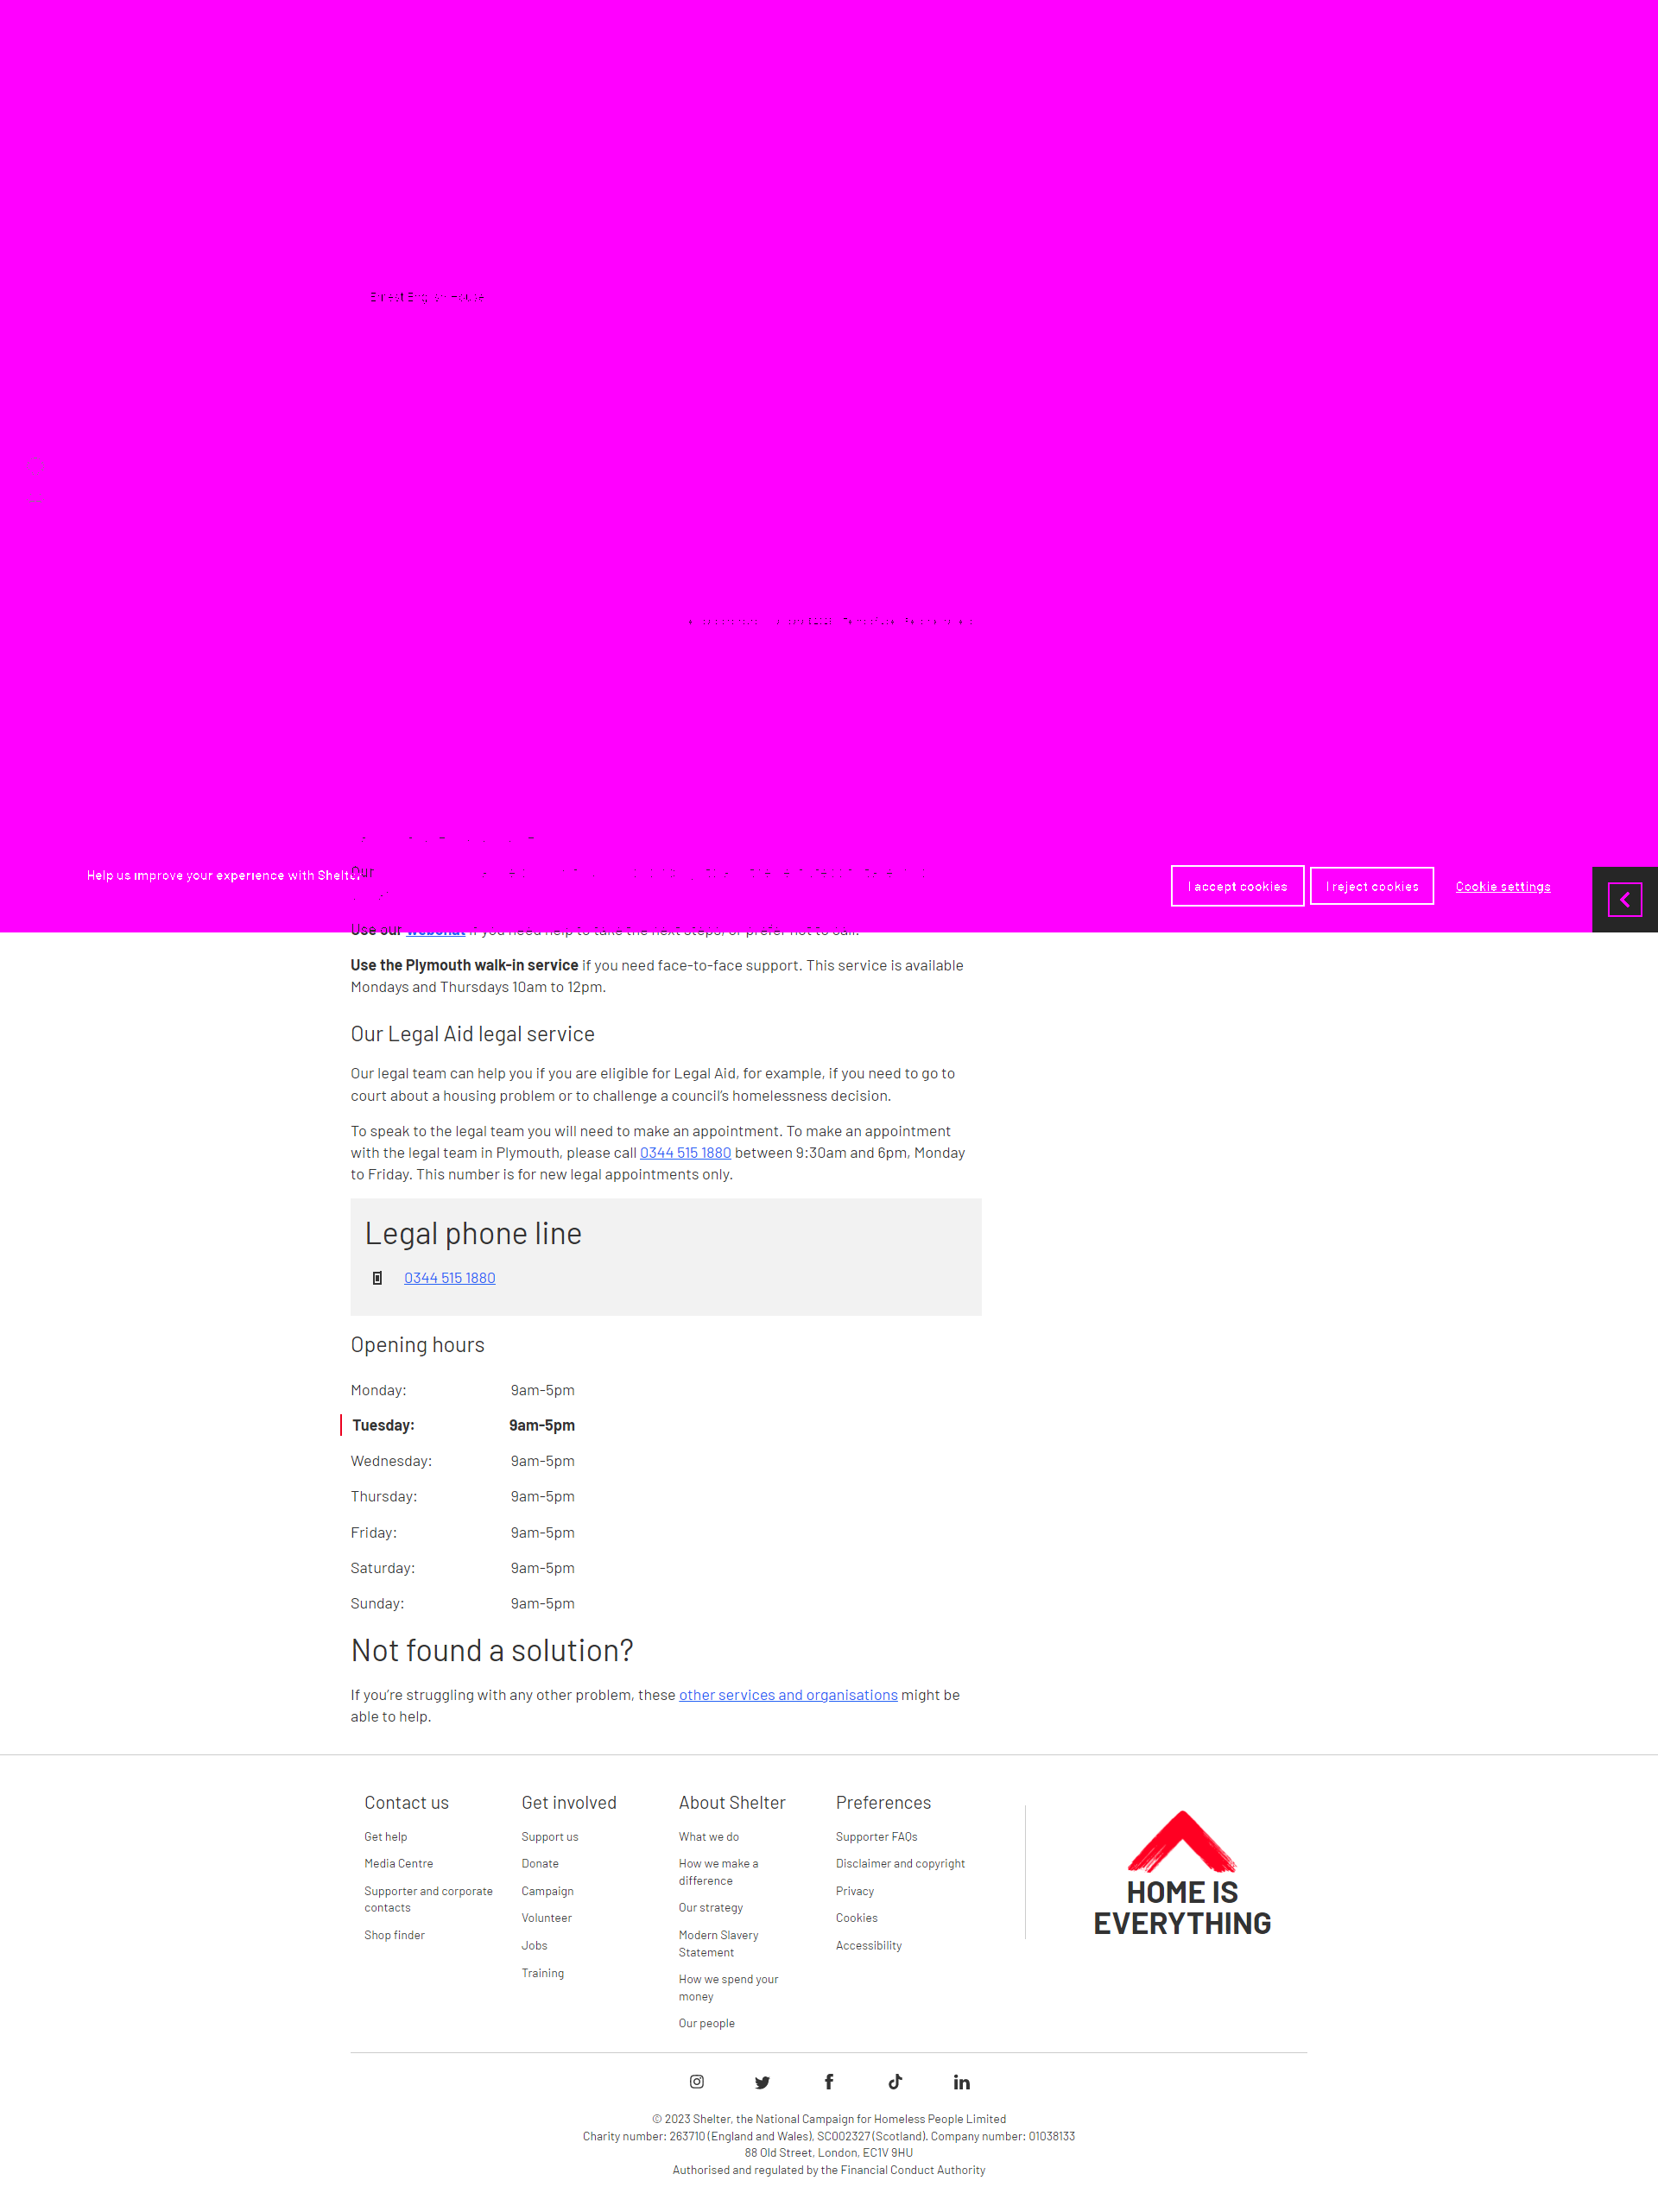 Ernest English House
Help us improve your experience with Shelter
I accept cookies
I reject cookies
Cookie settings
Our
Use our webchat if you need help to take the next steps, or prefer not to call.
Use the Plymouth walk-in service if you need face-to-face support. This service is available
Mondays and Thursdays 10am to 12pm.
Our Legal Aid legal service
Our legal team can help you if you are eligible for Legal Aid, for example, if you need to go to
court about a housing problem or to challenge a council’s homelessness decision.
To speak to the legal team you will need to make an appointment. To make an appointment
with the legal team in Plymouth, please call 0344 515 1880 between 9:30am and 6pm, Monday
to Friday. This number is for new legal appointments only.
Legal phone line
0344 515 1880
Opening hours
Monday: 9am-5pm
Tuesday: 9am-5pm
Wednesday: 9am-5pm
Thursday: 9am-5pm
Friday: 9am-5pm
Saturday: 9am-5pm
Sunday: 9am-5pm
Not found a solution?
If you’re struggling with any other problem, these other services and organisations might be
able to help.
Contact us
Get help
Media Centre
Supporter and corporate
contacts
Shop finder
Get involved
Support us
Donate
Campaign
Volunteer
Jobs
Training
About Shelter
What we do
How we make a
difference
Our strategy
Modern Slavery
Statement
How we spend your
money
Our people
Preferences
Supporter FAQs
Disclaimer and copyright
Privacy
Cookies
Accessibility
HOME IS
EVERYTHING
© 2023 Shelter, the National Campaign for Homeless People Limited
Charity number: 263710 (England and Wales), SC002327 (Scotland). Company number: 01038133
88 Old Street, London, EC1V 9HU
Authorised and regulated by the Financial Conduct Authority